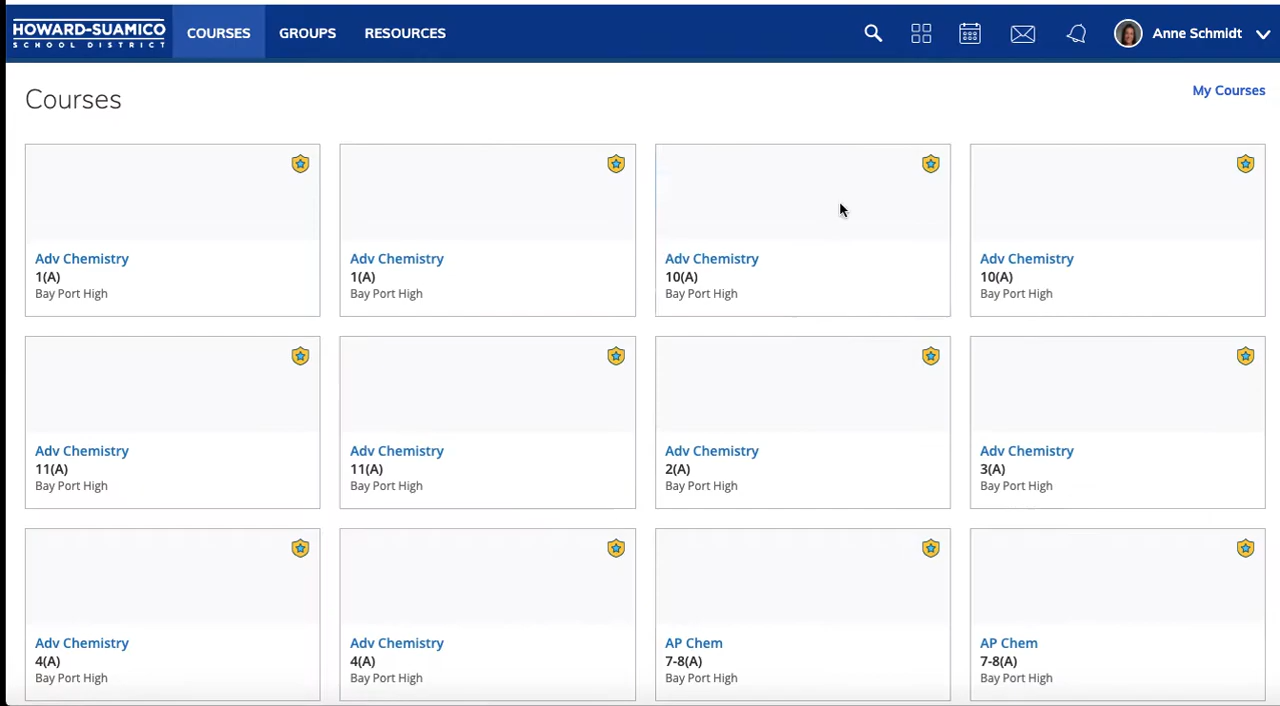 HOWARD-SUAMICO
SCHOOL DISTRICT
COURSES
GROUPS
RESOURCES
Anne Schmidt
Courses
My Courses
Adv Chemistry
1(A)
Bay Port High
Adv Chemistry
1(A)
Bay Port High
Adv Chemistry
10(A)
Bay Port High
Adv Chemistry
10(A)
Bay Port High
Adv Chemistry
11(A)
Bay Port High
Adv Chemistry
11(A)
Bay Port High
Adv Chemistry
2(A)
Bay Port High
Adv Chemistry
3(A)
Bay Port High
Adv Chemistry
4(A)
Bay Port High
Adv Chemistry
4(A)
Bay Port High
AP Chem
7-8(A)
Bay Port High
AP Chem
7-8(A)
Bay Port High